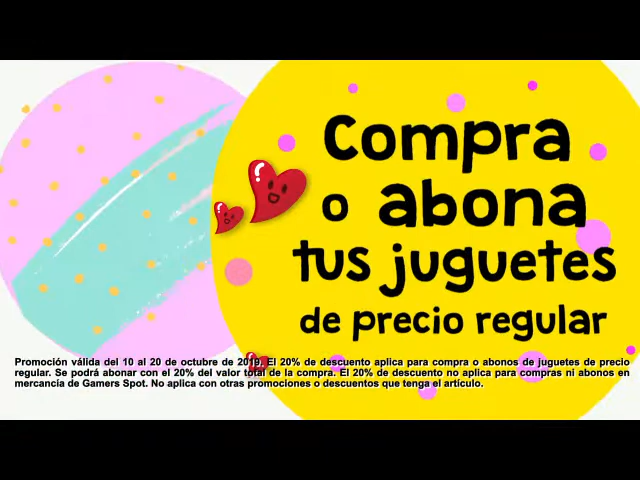 Compra
o abona
tus juguetes
de precio regular
Promoción válida del 10 al 20 de octubre de 2019. El 20% de descuento aplica para compra o abonos de juguetes de precio
regular. Se podrá abonar con el 20% del valor total de la compra. El 20% de descuento no aplica para compras ni abonos en
mercancía de Gamers Spot. No aplica con otras promociones o descuentos que tenga el artículo.